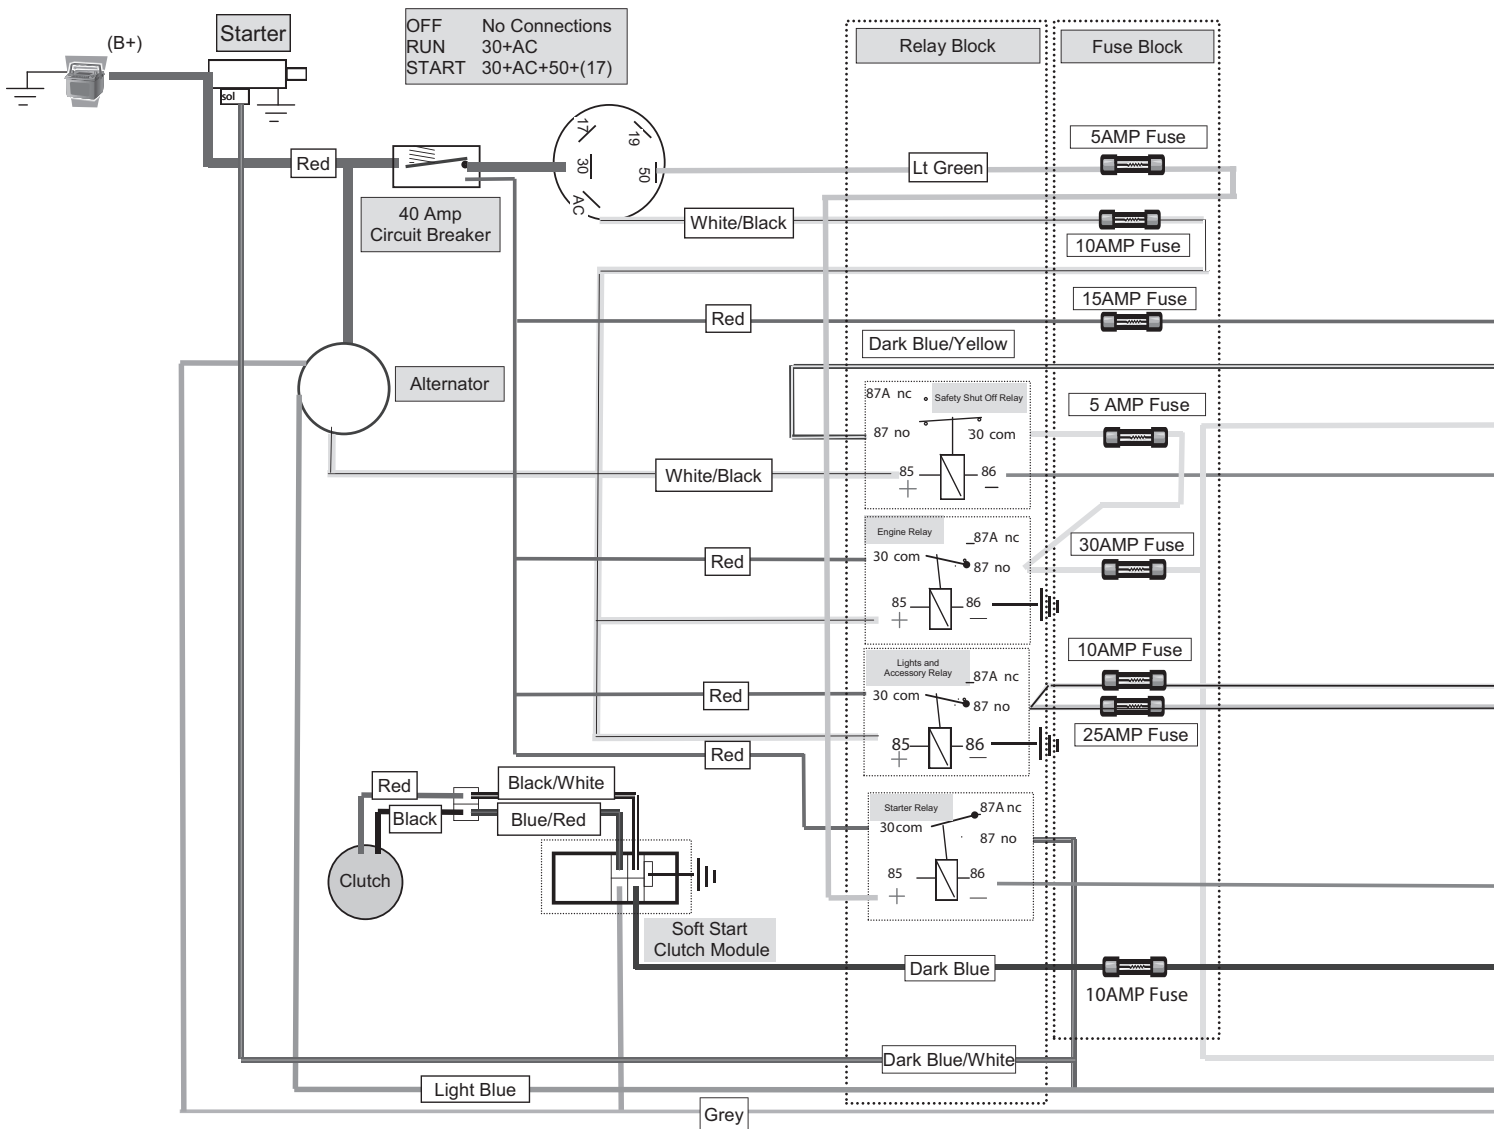 (B+)
Starter
sol
OFF No Connections
RUN 30+AC
START 30+AC+50+(17)
Relay Block
Fuse Block
17
19
30
50
AC
Red
40 Amp
Circuit Breaker
Lt Green
5AMP Fuse
White/Black
10AMP Fuse
15AMP Fuse
Red
Dark Blue/Yellow
Alternator
87A nc
Safety Shut Off Relay
87 no
30 com
85
86
+
–
5 AMP Fuse
White/Black
Engine Relay
87A nc
30 com
87 no
85
86
+
–
Red
30AMP Fuse
Lights and
Accessory Relay
87A nc
30 com
87 no
85
86
+
–
Red
10AMP Fuse
25AMP Fuse
Red
Red
Black/White
Black
Blue/Red
Clutch
Starter Relay
87A nc
30com
87 no
85
86
+
–
Soft Start
Clutch Module
Dark Blue
10AMP Fuse
Dark Blue/White
Light Blue
Grey